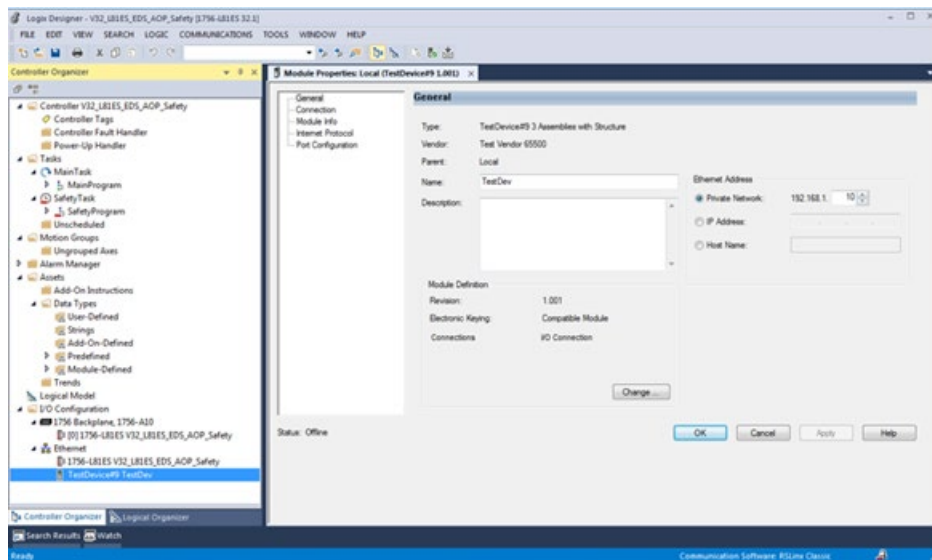 Logix Designer - V32_L81ES_EDS_AOP_Safety [1756-L81ES 32.1]
FILE EDIT VIEW SEARCH LOGIC COMMUNICATIONS TOOLS WINDOW HELP
Controller Organizer
Module Properties: Local (TestDevice#9 1.001)
Controller V32_L81ES_EDS_AOP_Safety
Controller Tags
Controller Fault Handler
Power-Up Handler
Tasks
MainTask
MainProgram
SafetyTask
SafetyProgram
Unscheduled
Motion Groups
Ungrouped Axes
Alarm Manager
Assets
Add-On Instructions
Data Types
User-Defined
Strings
Add-On-Defined
Predefined
Module-Defined
Trends
Logical Model
I/O Configuration
1756 Backplane, 1756-A10
[0] 1756-L81ES V32_L81ES_EDS_AOP_Safety
Ethernet
1756-L81ES V32_L81ES_EDS_AOP_Safety
TestDevice#9 TestDev
Controller Organizer Logical Organizer
General
Connection
Module Info
Internet Protocol
Port Configuration
General
Type: TestDevice#9 3 Assemblies with Structure
Vendor: Test Vendor 65500
Parent: Local
Name: TestDev
Description:
Ethernet Address
Private Network: 192.168.1. 10
IP Address:
Host Name:
Module Definition
Revision: 1.001
Electronic Keying: Compatible Module
Connections I/O Connection
Change ...
Status: Offline
OK Cancel Apply Help
Search Results Watch
Ready
Communication Software: RSLinx Classic